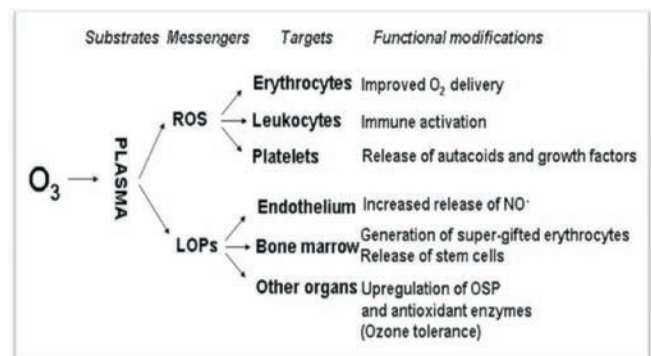 Substrates Messengers Targets Functional modifications
Erythrocytes Improved O₂ delivery
ROS Leukocytes Immune activation
Platelets Release of autacoids and growth factors
O₃ PLASMA
Endothelium Increased release of NO·
LOPs Bone marrow Generation of super-gifted erythrocytes
Release of stem cells
Other organs Upregulation of OSP
and antioxidant enzymes
(Ozone tolerance)